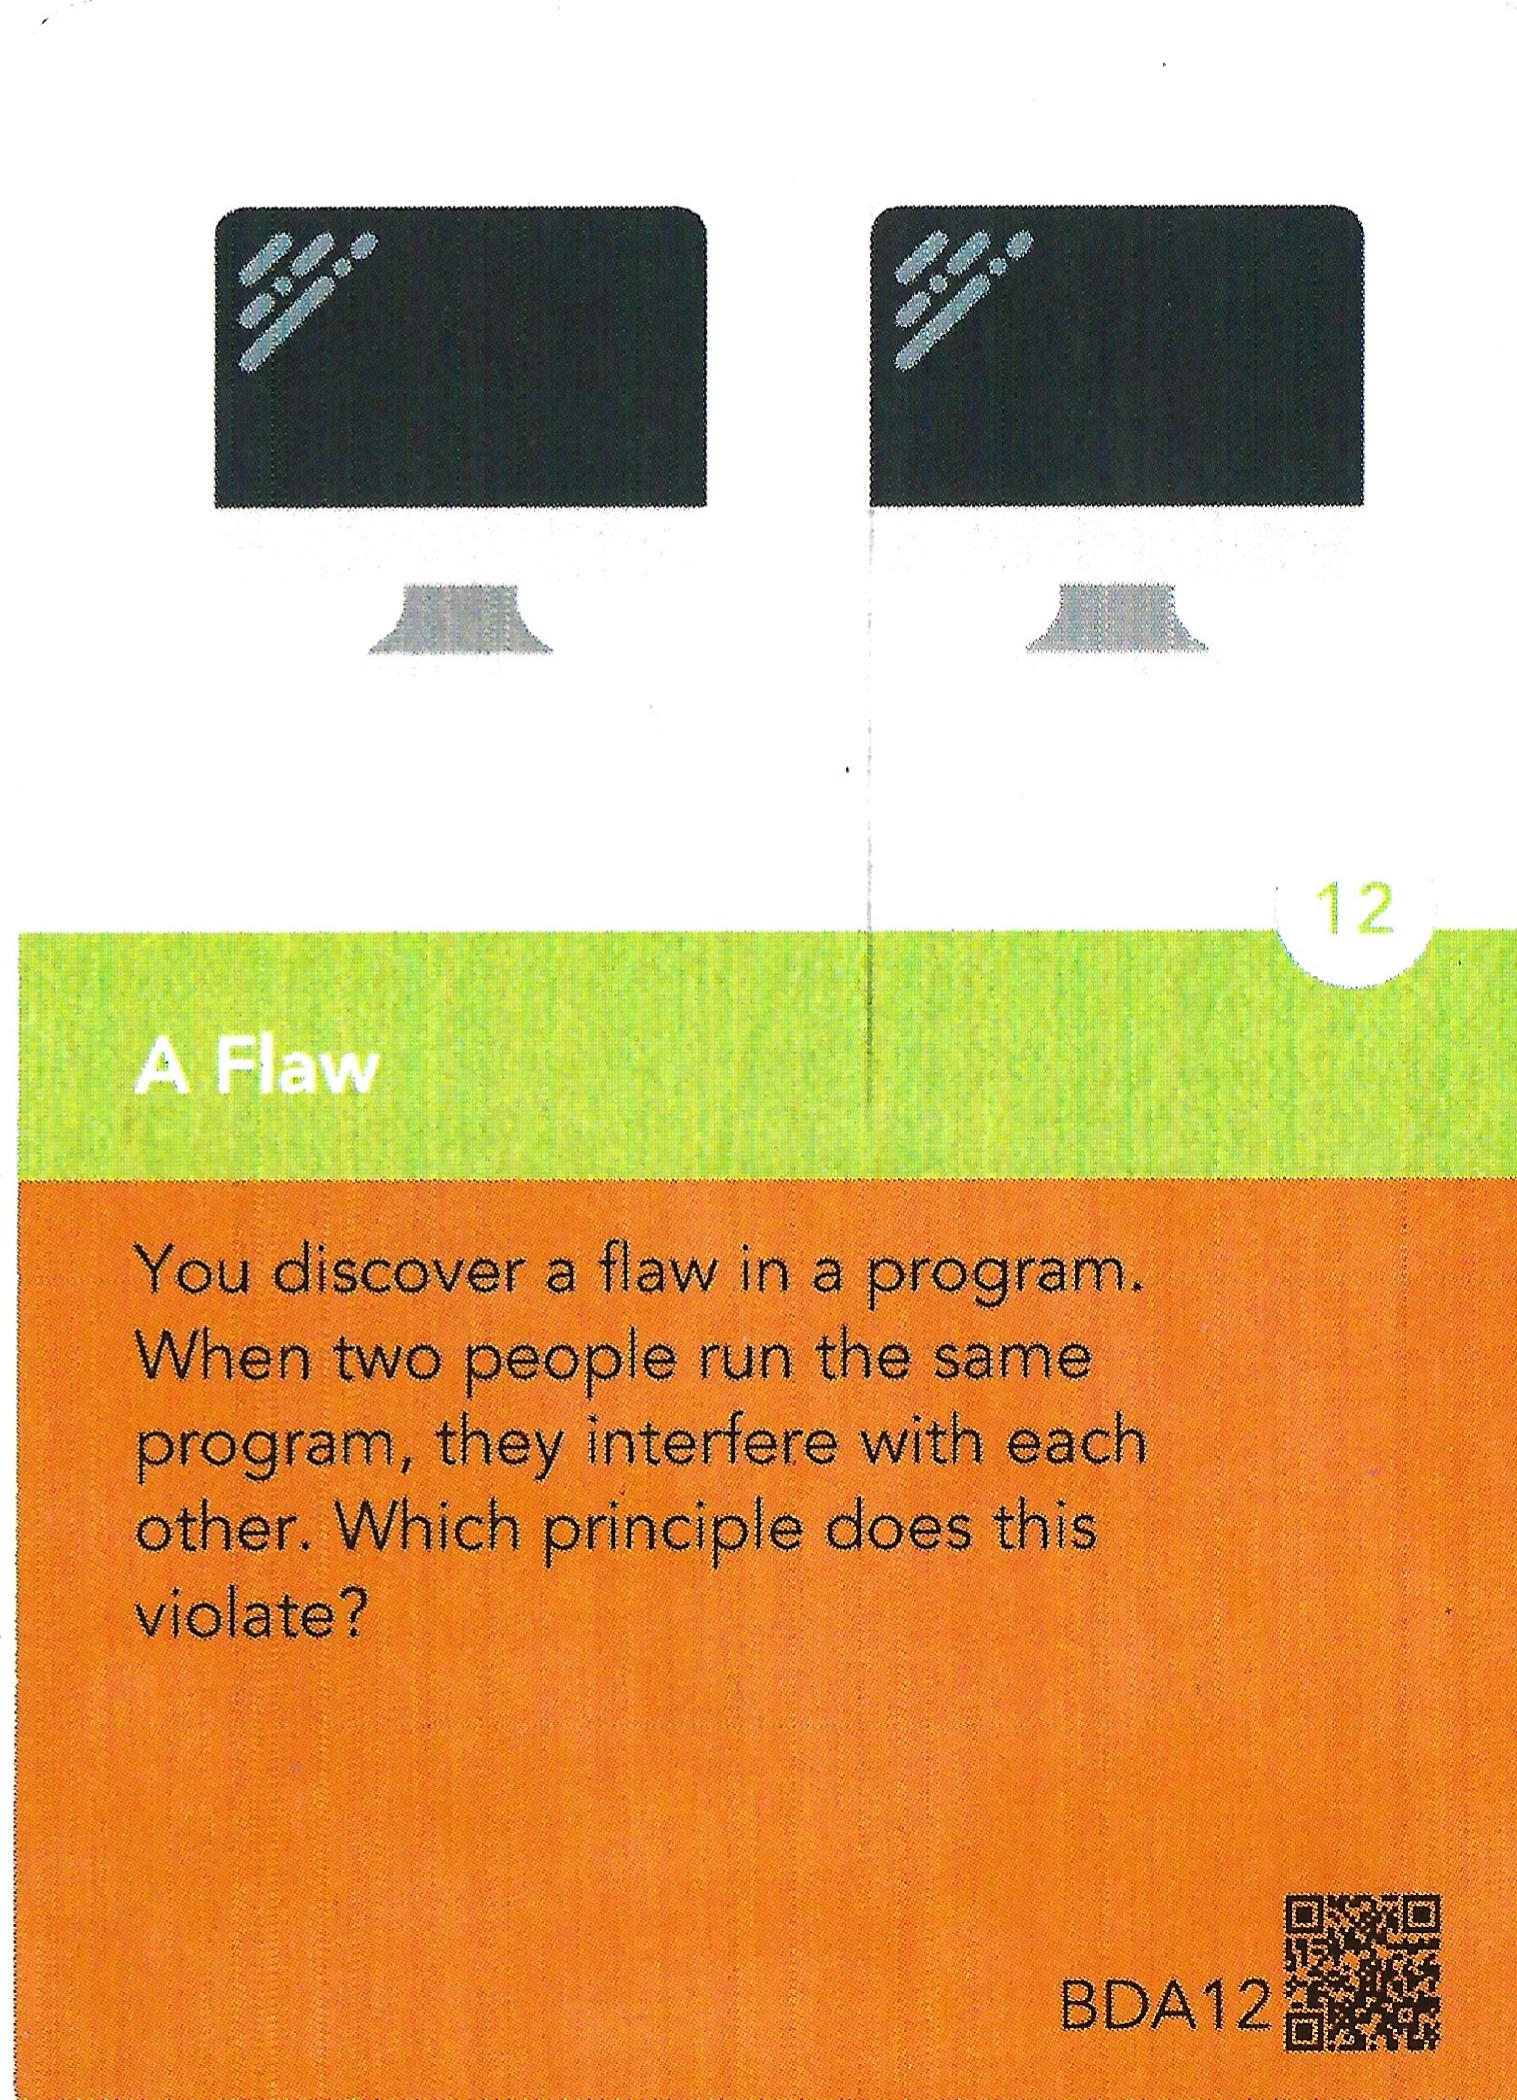 12
A Flaw
You discover a flaw in a program.
When two people run the same
program, they interfere with each
other. Which principle does this
violate?
BDA12